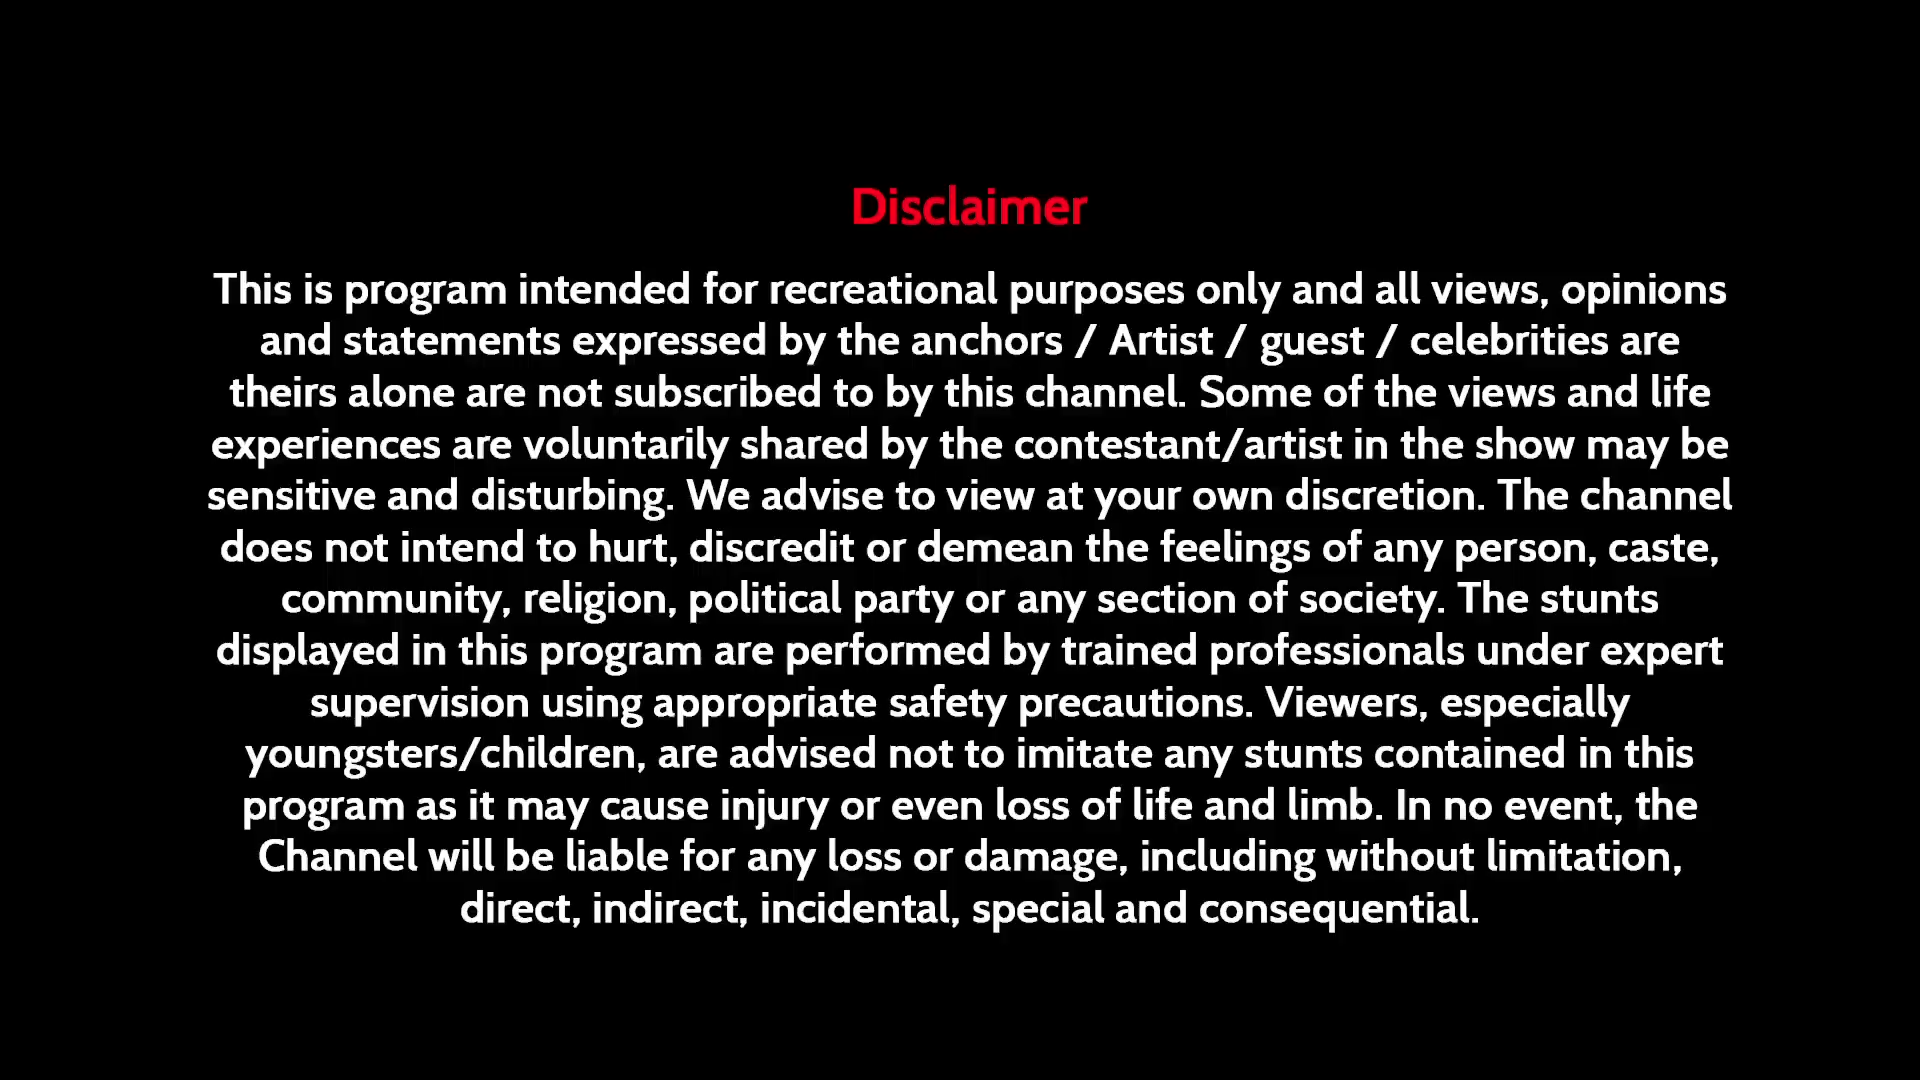 Disclaimer
This is program intended for recreational purposes only and all views, opinions
and statements expressed by the anchors / Artist / guest / celebrities are
theirs alone are not subscribed to by this channel. Some of the views and life
experiences are voluntarily shared by the contestant/artist in the show may be
sensitive and disturbing. We advise to view at your own discretion. The channel
does not intend to hurt, discredit or demean the feelings of any person, caste,
community, religion, political party or any section of society. The stunts
displayed in this program are performed by trained professionals under expert
supervision using appropriate safety precautions. Viewers, especially
youngsters/children, are advised not to imitate any stunts contained in this
program as it may cause injury or even loss of life and limb. In no event, the
Channel will be liable for any loss or damage, including without limitation,
direct, indirect, incidental, special and consequential.